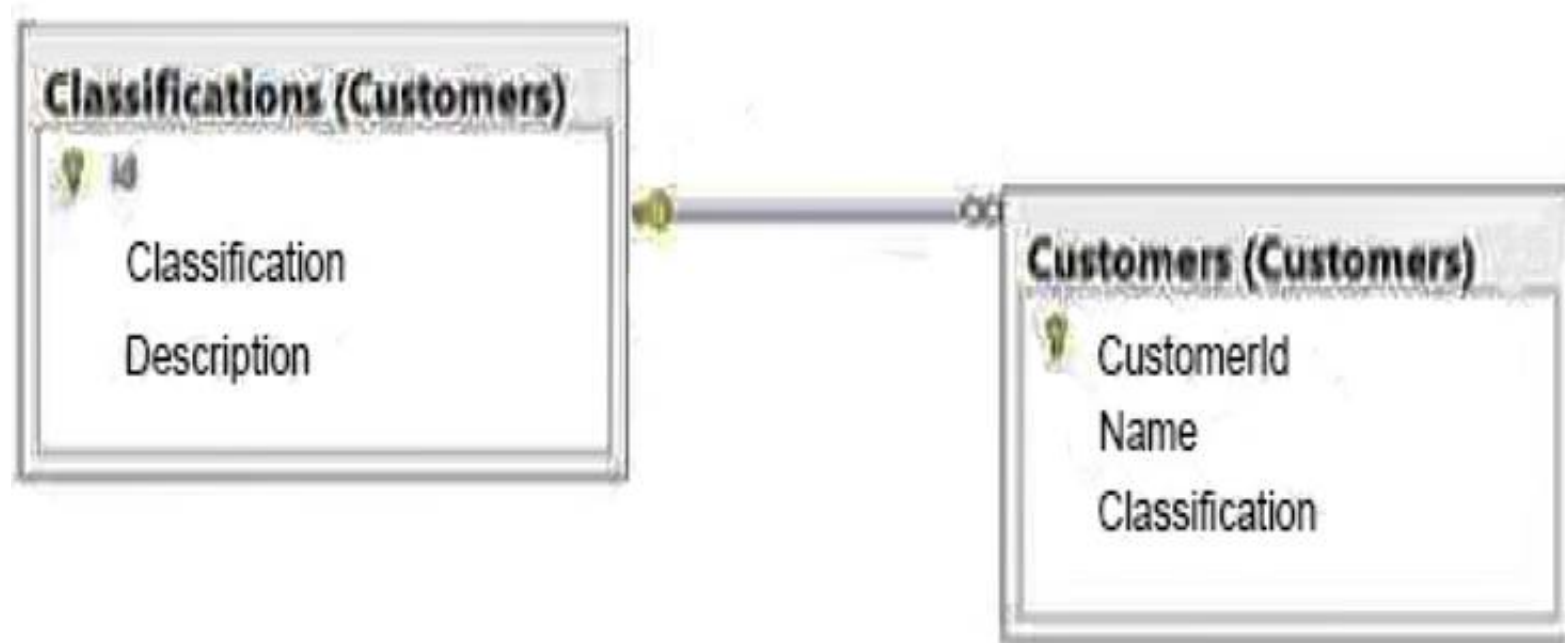 Classifications (Customers)
Id
Classification
Description
Customers (Customers)
CustomerId
Name
Classification